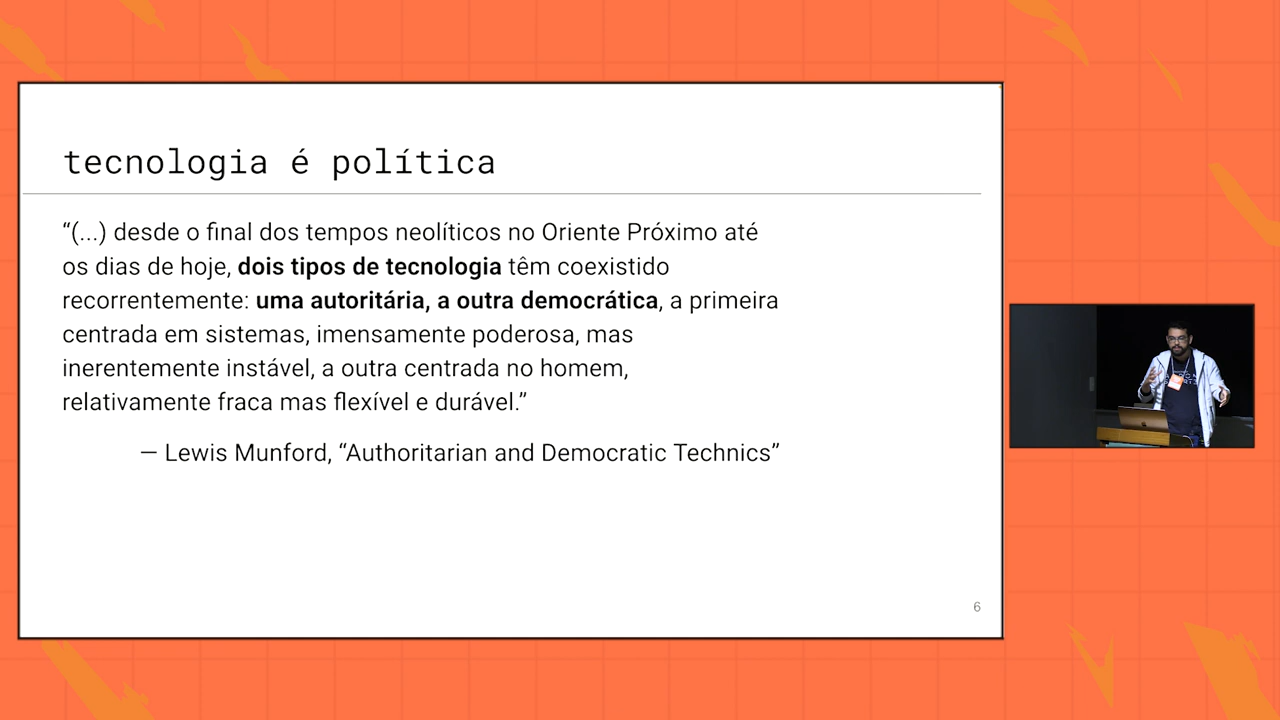 tecnologia é política
“(...) desde o final dos tempos neolíticos no Oriente Próximo até
os dias de hoje, dois tipos de tecnologia têm coexistido
recorrentemente: uma autoritária, a outra democrática, a primeira
centrada em sistemas, imensamente poderosa, mas
inerentemente instável, a outra centrada no homem,
relativamente fraca mas flexível e durável.”
— Lewis Munford, “Authoritarian and Democratic Technics”
6